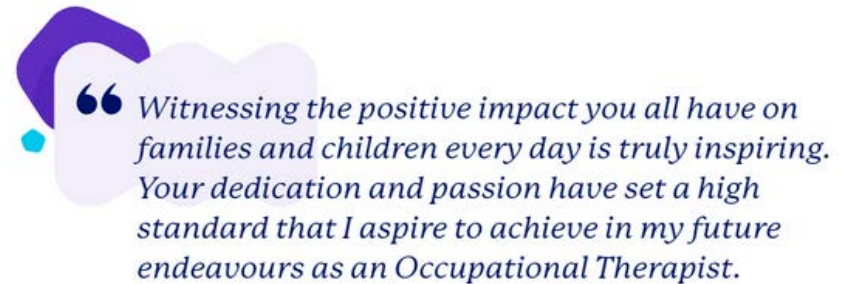 “ Witnessing the positive impact you all have on
families and children every day is truly inspiring.
Your dedication and passion have set a high
standard that I aspire to achieve in my future
endeavours as an Occupational Therapist.